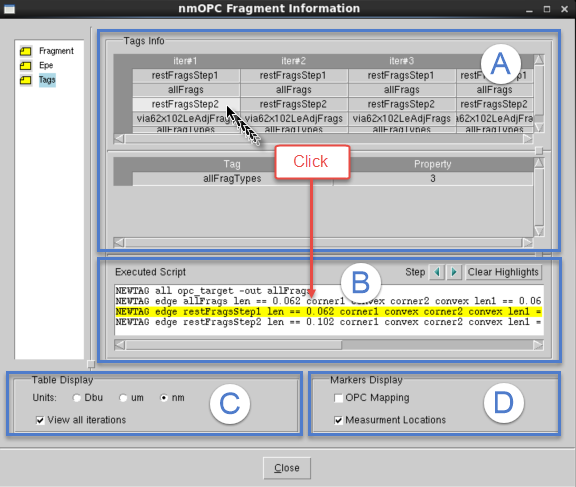 nmOPC Fragment Information
Fragment
Epe
Tags
Tags Info
A
iter#1 iter#2 iter#3
restFragsStep1 restFragsStep1 restFragsStep1 restFragsStep1
allFrags allFrags allFrags allFrags
restFragsStep2 restFragsStep2 restFragsStep2 restFragsStep2
via62x102LeAdjFrags via62x102LeAdjFrags via62x102LeAdjFrags a62x102LeAdjFra
allFragTypes allFragTypes allFragTypes allFragTypes
Click
Tag Property
allFragTypes 3
Executed Script
B
Step
Clear Highlights
NEWTAG all opc_target -out allFrags
NEWTAG edge allFrags len == 0.062 corner1 convex corner2 convex len1 == 0.06
NEWTAG edge restFragsStep1 len == 0.062 corner1 convex corner2 convex len1 =
NEWTAG edge restFragsStep2 len == 0.102 corner1 convex corner2 convex len1 =
Table Display
Units: Dbu um nm
View all iterations
C
Markers Display
OPC Mapping
Measurment Locations
D
Close